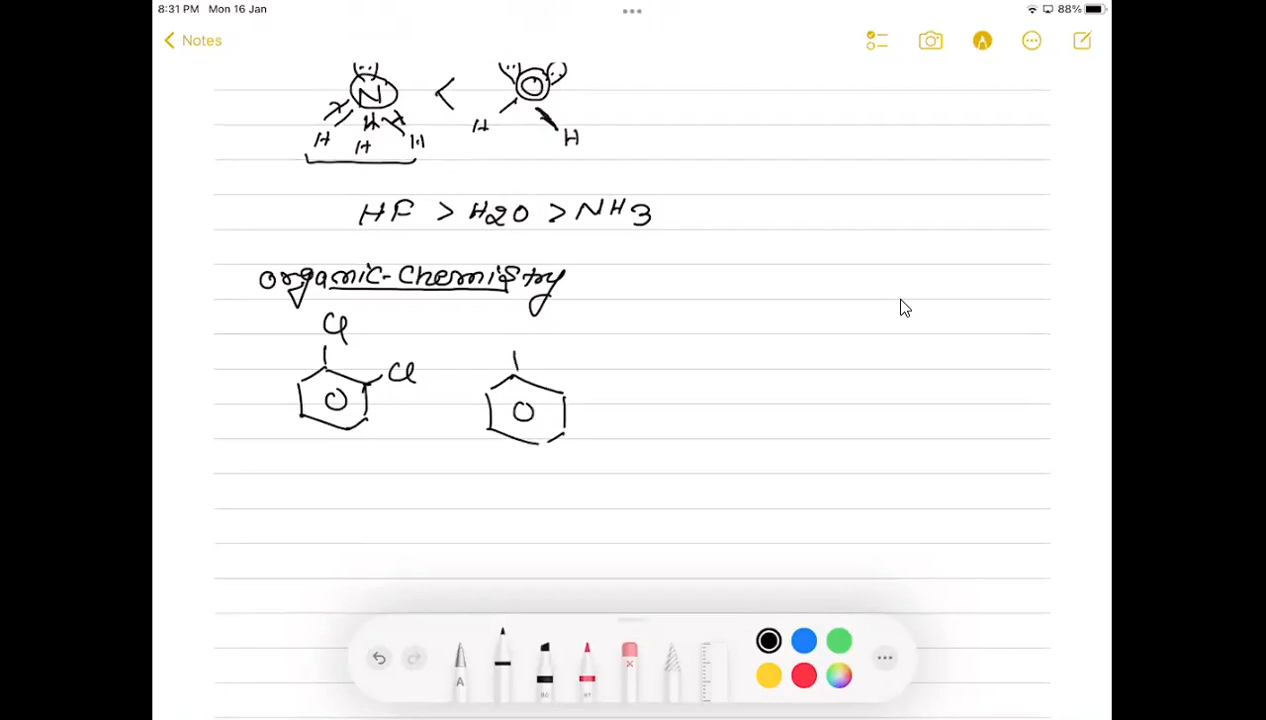 8:31 PM Mon 16 Jan
88%
Notes
N < O
H H H H H
HF > H2O > NH3
organic-chemistry
Cl
Cl
A